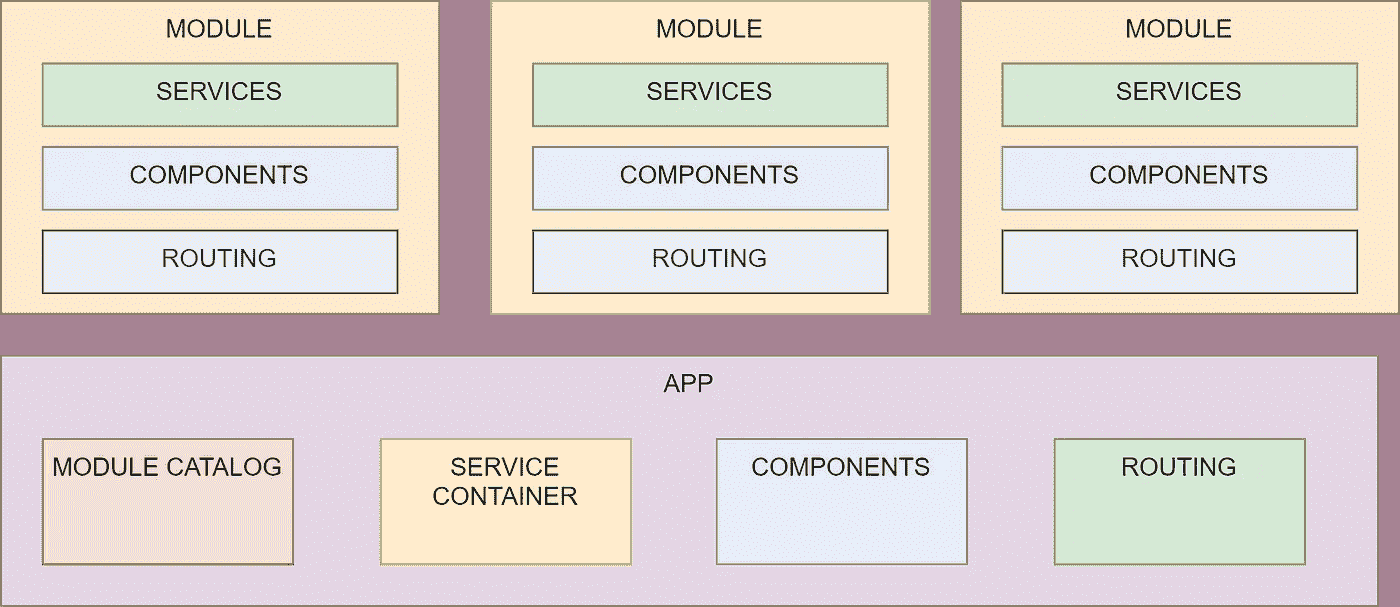 MODULE
SERVICES
COMPONENTS
ROUTING
MODULE
SERVICES
COMPONENTS
ROUTING
MODULE
SERVICES
COMPONENTS
ROUTING
APP
MODULE CATALOG
SERVICE
CONTAINER
COMPONENTS
ROUTING